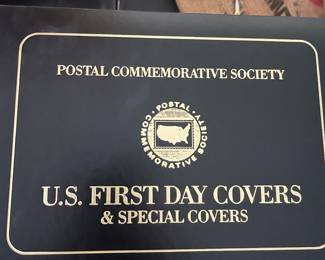 POSTAL COMMEMORATIVE SOCIETY
· POSTAL ·
COMMEMORATIVE SOCIETY
U.S. FIRST DAY COVERS
& SPECIAL COVERS